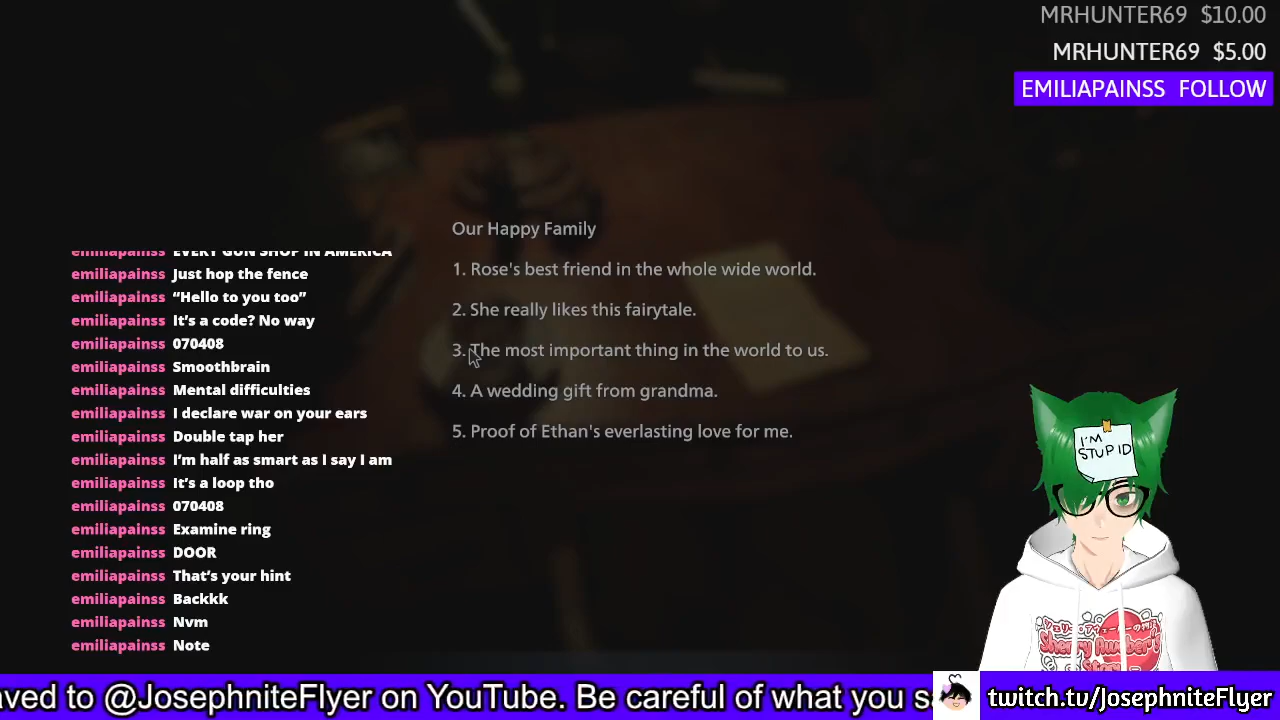 MRHUNTER69 $10.00
MRHUNTER69 $5.00
EMILIAPAINSS FOLLOW
Our Happy Family
1. Rose's best friend in the whole wide world.
2. She really likes this fairytale.
3. The most important thing in the world to us.
4. A wedding gift from grandma.
5. Proof of Ethan's everlasting love for me.
emiliapainss EVERY GUN SHOP IN AMERICA
emiliapainss Just hop the fence
emiliapainss “Hello to you too”
emiliapainss It’s a code? No way
emiliapainss 070408
emiliapainss Smoothbrain
emiliapainss Mental difficulties
emiliapainss I declare war on your ears
emiliapainss Double tap her
emiliapainss I’m half as smart as I say I am
emiliapainss It’s a loop tho
emiliapainss 070408
emiliapainss Examine ring
emiliapainss DOOR
emiliapainss That’s your hint
emiliapainss Backkk
emiliapainss Nvm
emiliapainss Note
I'M
STUPID
Sherry Auber
Story
aved to @JosephniteFlyer on YouTube. Be careful of what you sa
twitch.tv/JosephniteFlyer